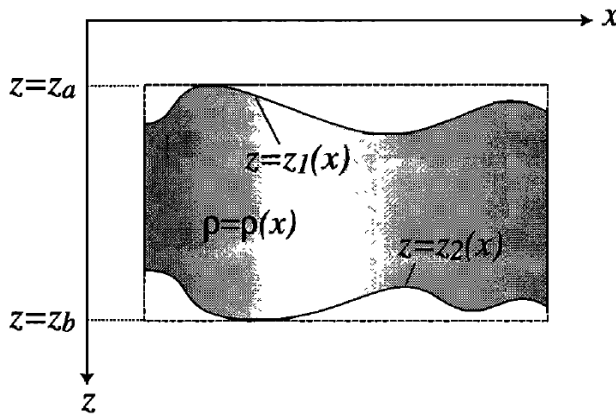 x
z=z_a
z=z_1(x)
ρ=ρ(x)
z=z_2(x)
z=z_b
z